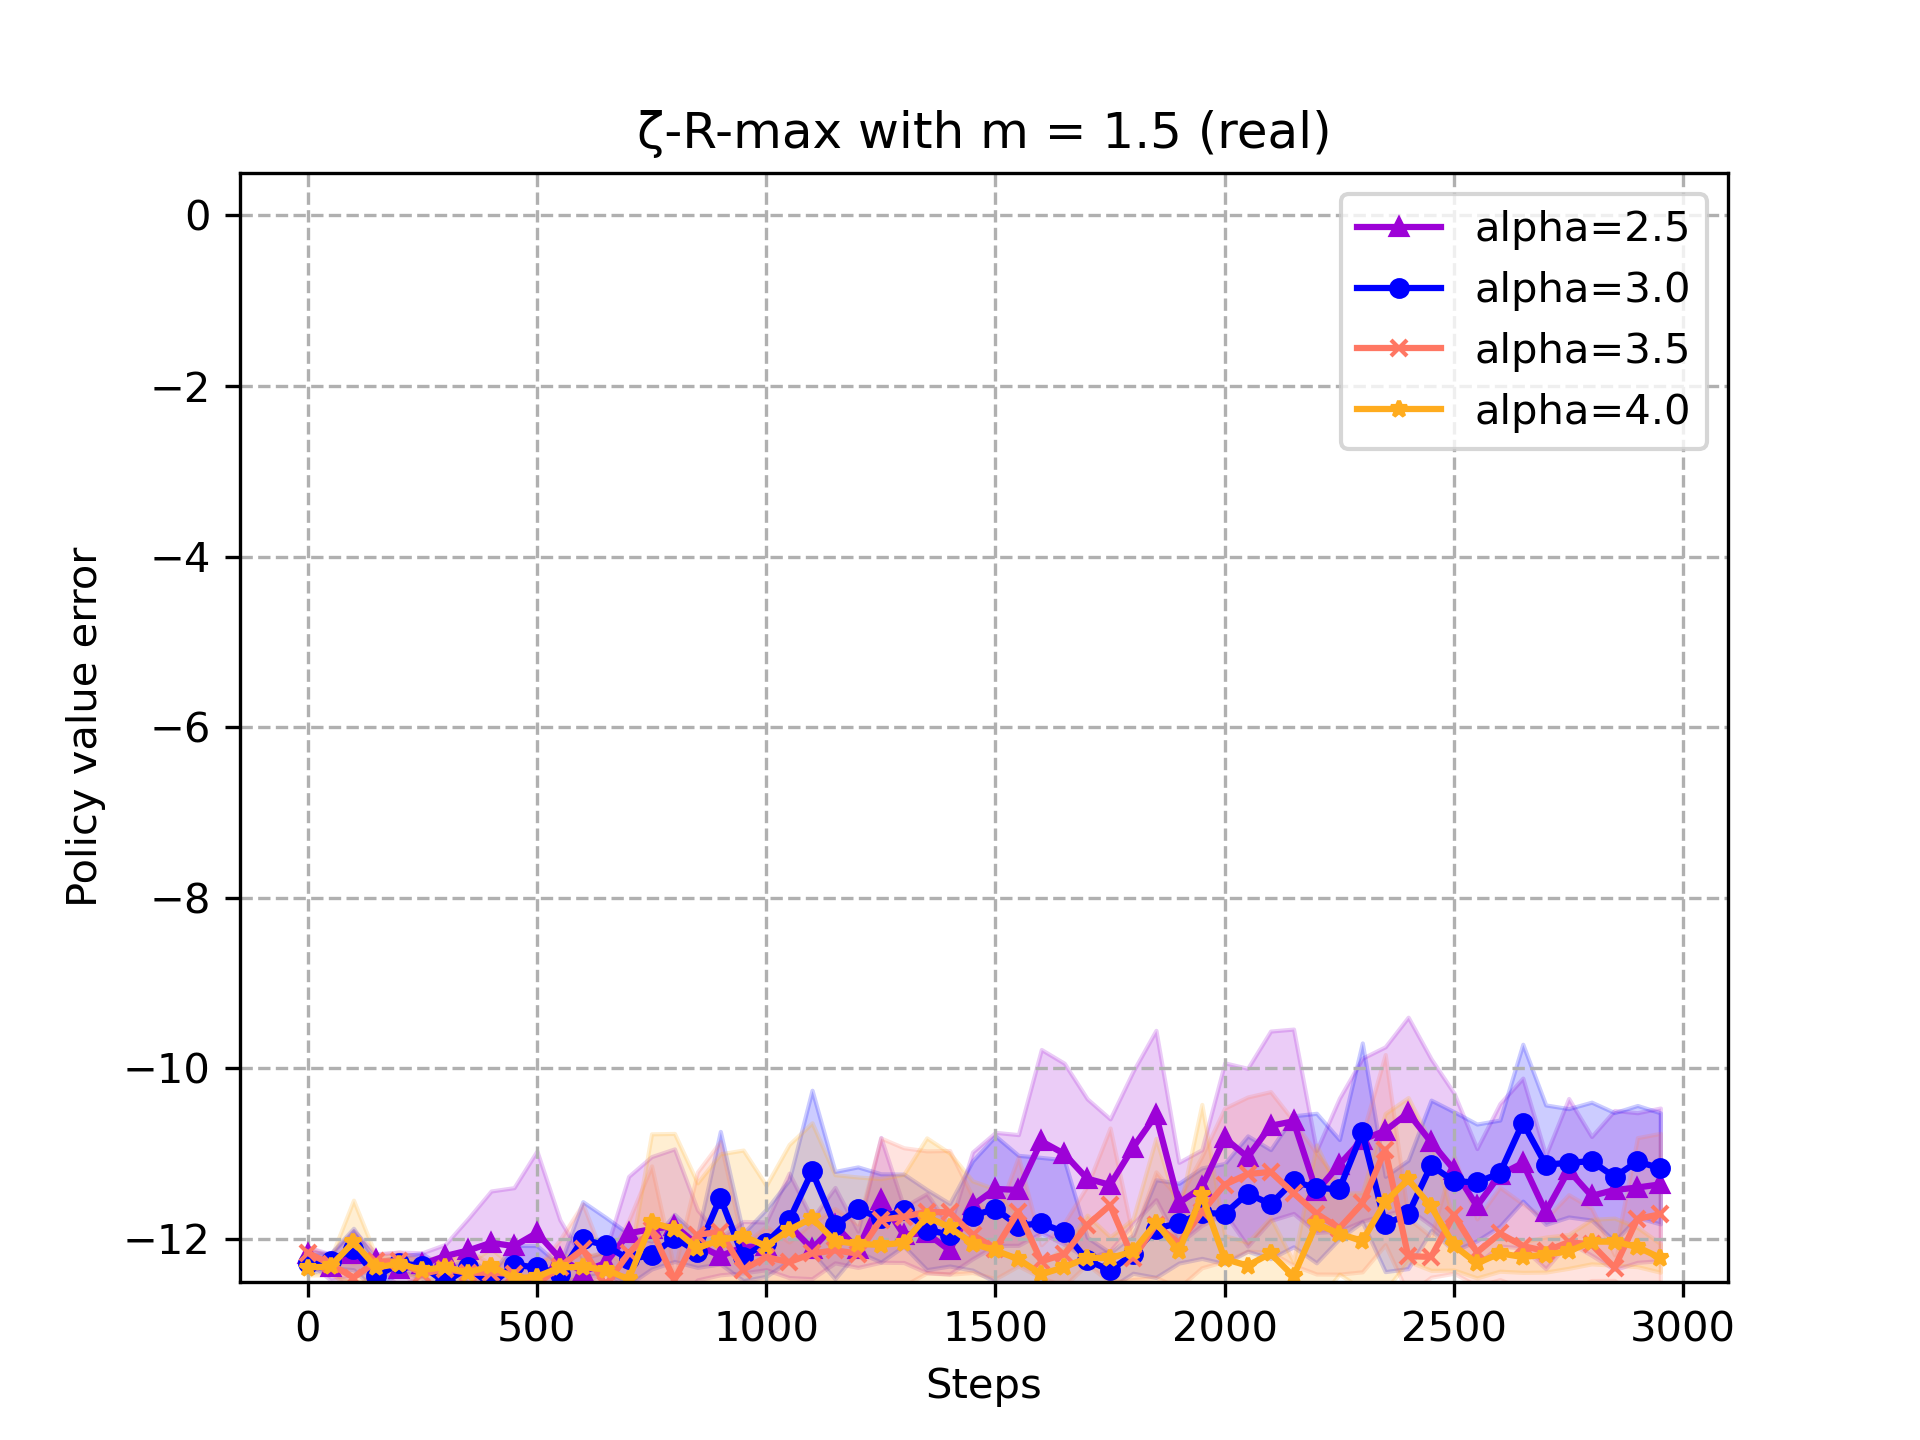 ζ-R-max with m = 1.5 (real)
Policy value error
0
−2
−4
−6
−8
−10
−12
alpha=2.5
alpha=3.0
alpha=3.5
alpha=4.0
0 500 1000 1500 2000 2500 3000
Steps